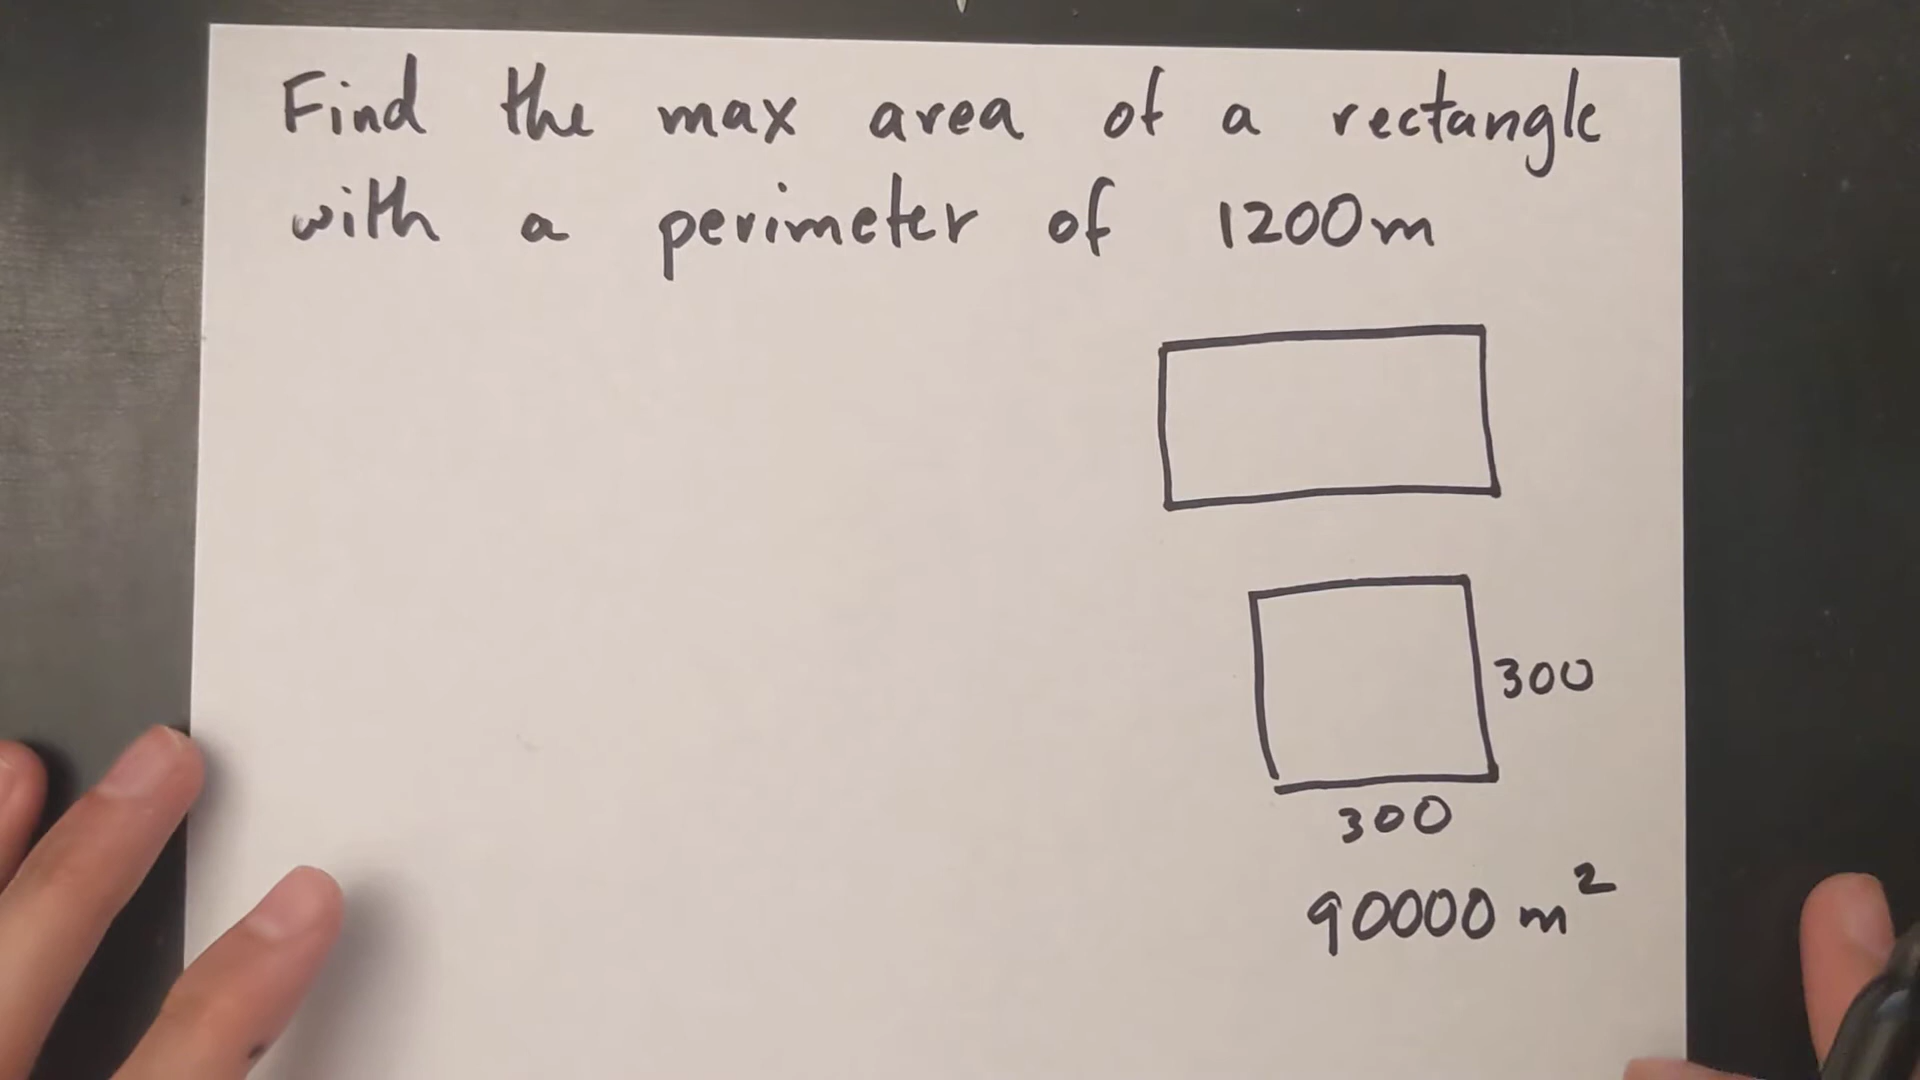 Find the max area of a rectangle
with a perimeter of 1200m
300
300
90000 m²